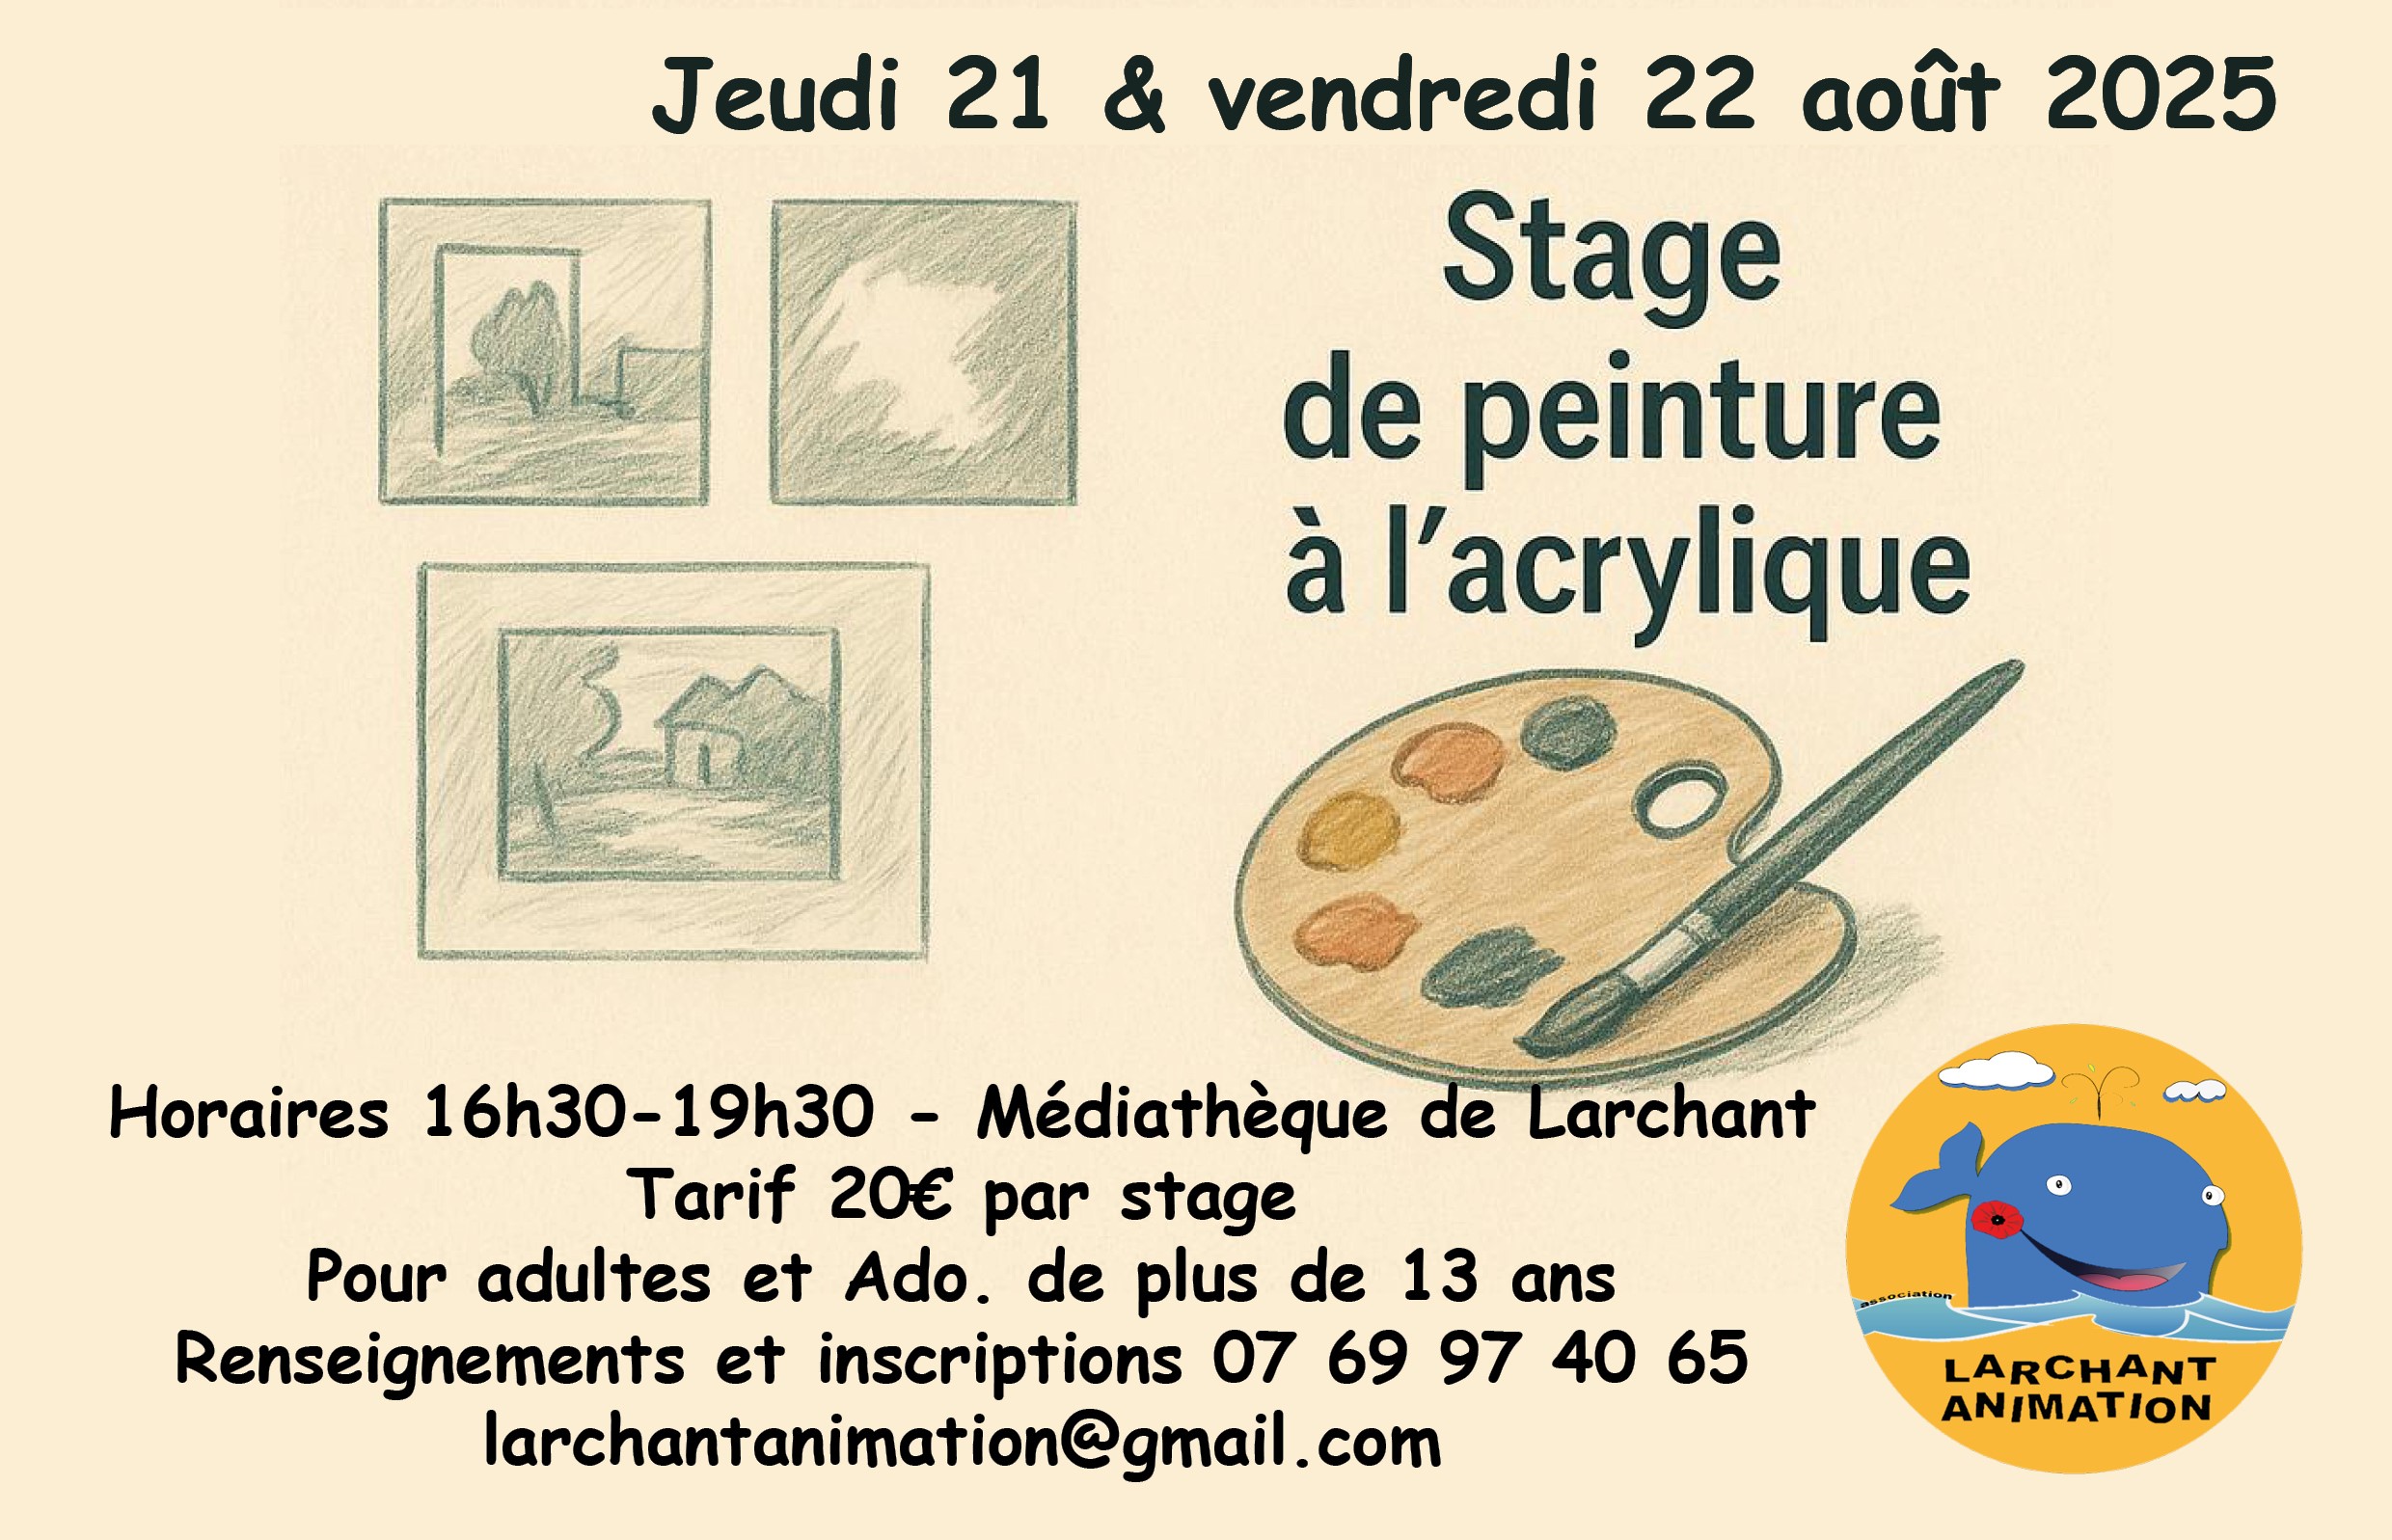 Jeudi 21 & vendredi 22 août 2025
Stage
de peinture
à l'acrylique
Horaires 16h30-19h30 - Médiathèque de Larchant
Tarif 20€ par stage
Pour adultes et Ado. de plus de 13 ans
Renseignements et inscriptions 07 69 97 40 65
larchantanimation@gmail.com
association
LARCHANT
ANIMATION